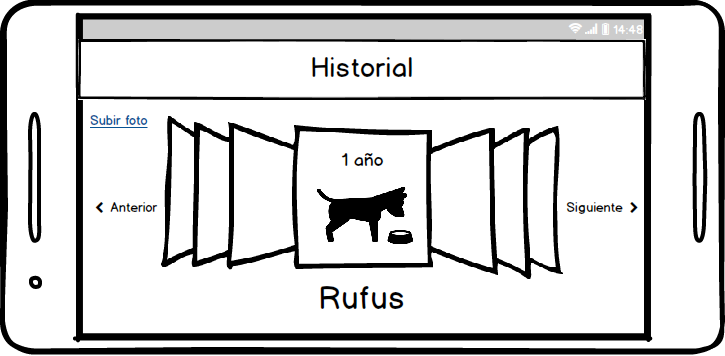 14:48
Historial
Subir foto
1 año
Anterior
Siguiente
Rufus